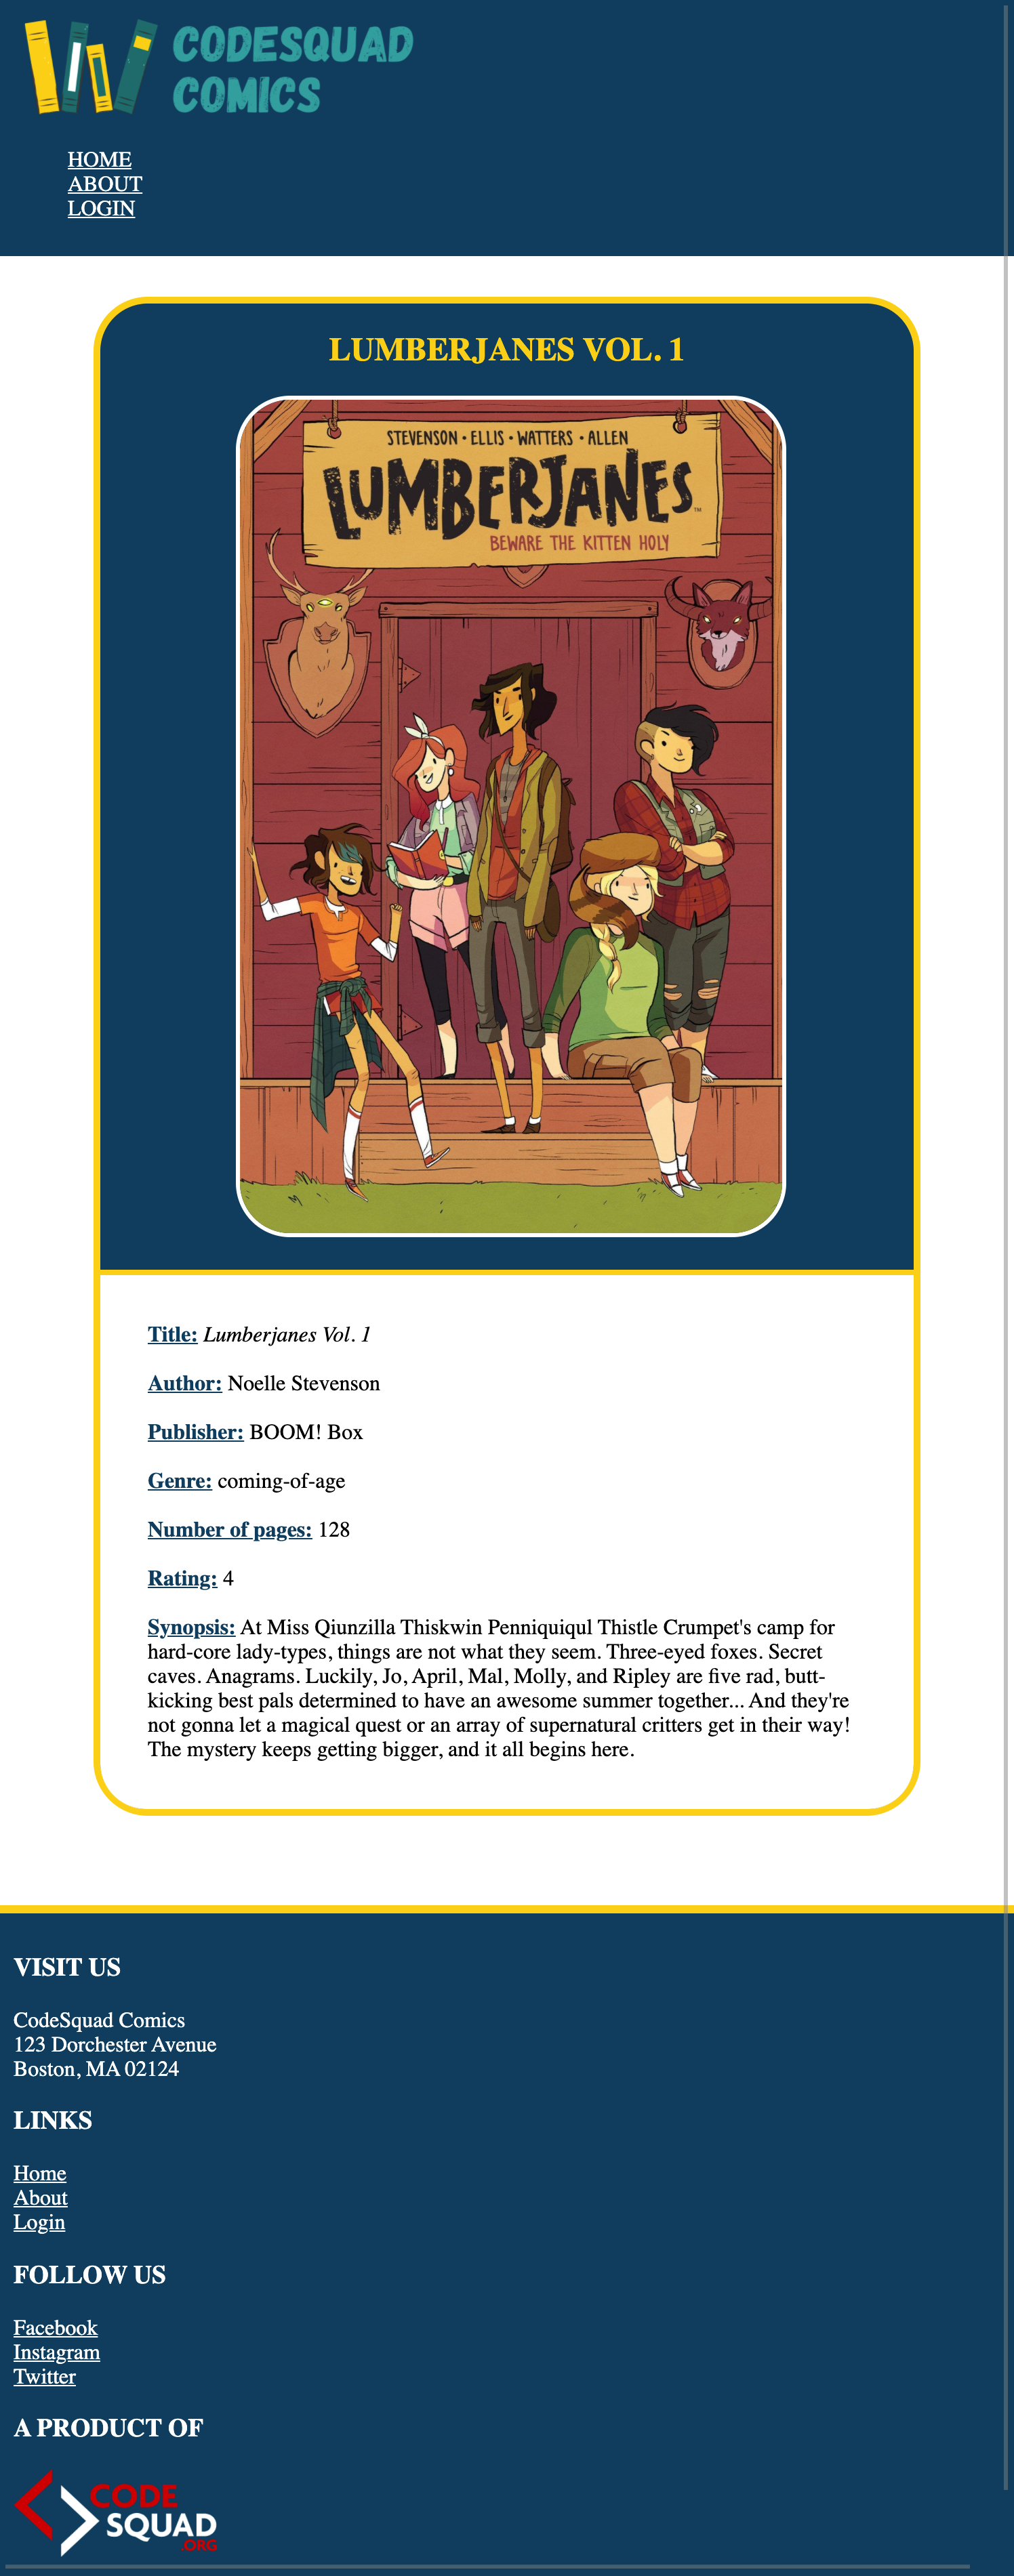 CODESQUAD
COMICS
HOME
ABOUT
LOGIN
LUMBERJANES VOL. 1
STEVENSON • ELLIS • WATTERS • ALLEN
LUMBERJANES™
BEWARE THE KITTEN HOLY
Title: Lumberjanes Vol. 1
Author: Noelle Stevenson
Publisher: BOOM! Box
Genre: coming-of-age
Number of pages: 128
Rating: 4
Synopsis: At Miss Qiunzilla Thiskwin Penniquiqul Thistle Crumpet's camp for
hard-core lady-types, things are not what they seem. Three-eyed foxes. Secret
caves. Anagrams. Luckily, Jo, April, Mal, Molly, and Ripley are five rad, butt-
kicking best pals determined to have an awesome summer together... And they're
not gonna let a magical quest or an array of supernatural critters get in their way!
The mystery keeps getting bigger, and it all begins here.
VISIT US
CodeSquad Comics
123 Dorchester Avenue
Boston, MA 02124
LINKS
Home
About
Login
FOLLOW US
Facebook
Instagram
Twitter
A PRODUCT OF
CODE
SQUAD
.ORG